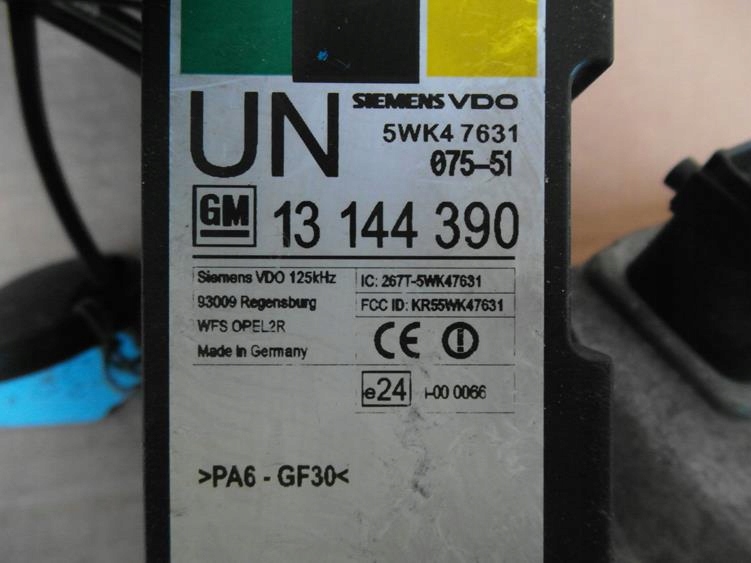 UN
SIEMENS VDO
5WK4 7631
075-51
GM 13 144 390
Siemens VDO 125kHz
93009 Regensburg
WFS OPEL2R
Made in Germany
IC: 267T-5WK47631
FCC ID: KR55WK47631
CE
e24 I-00 0066
>PA6 - GF30<